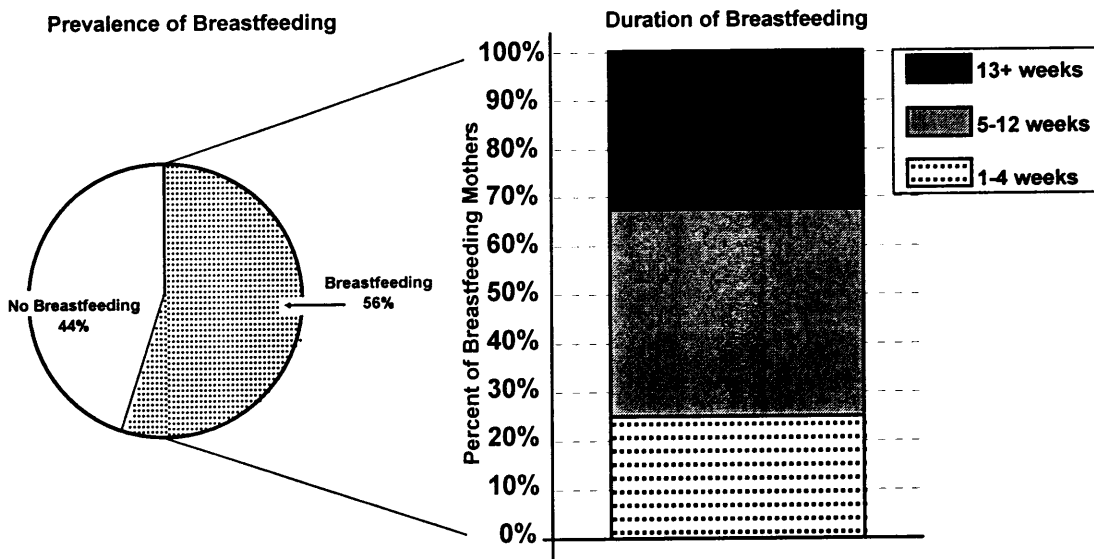 Prevalence of Breastfeeding
No Breastfeeding
44%
Breastfeeding
56%
Duration of Breastfeeding
Percent of Breastfeeding Mothers
100%
90%
80%
70%
60%
50%
40%
30%
20%
10%
0%
13+ weeks
5-12 weeks
1-4 weeks